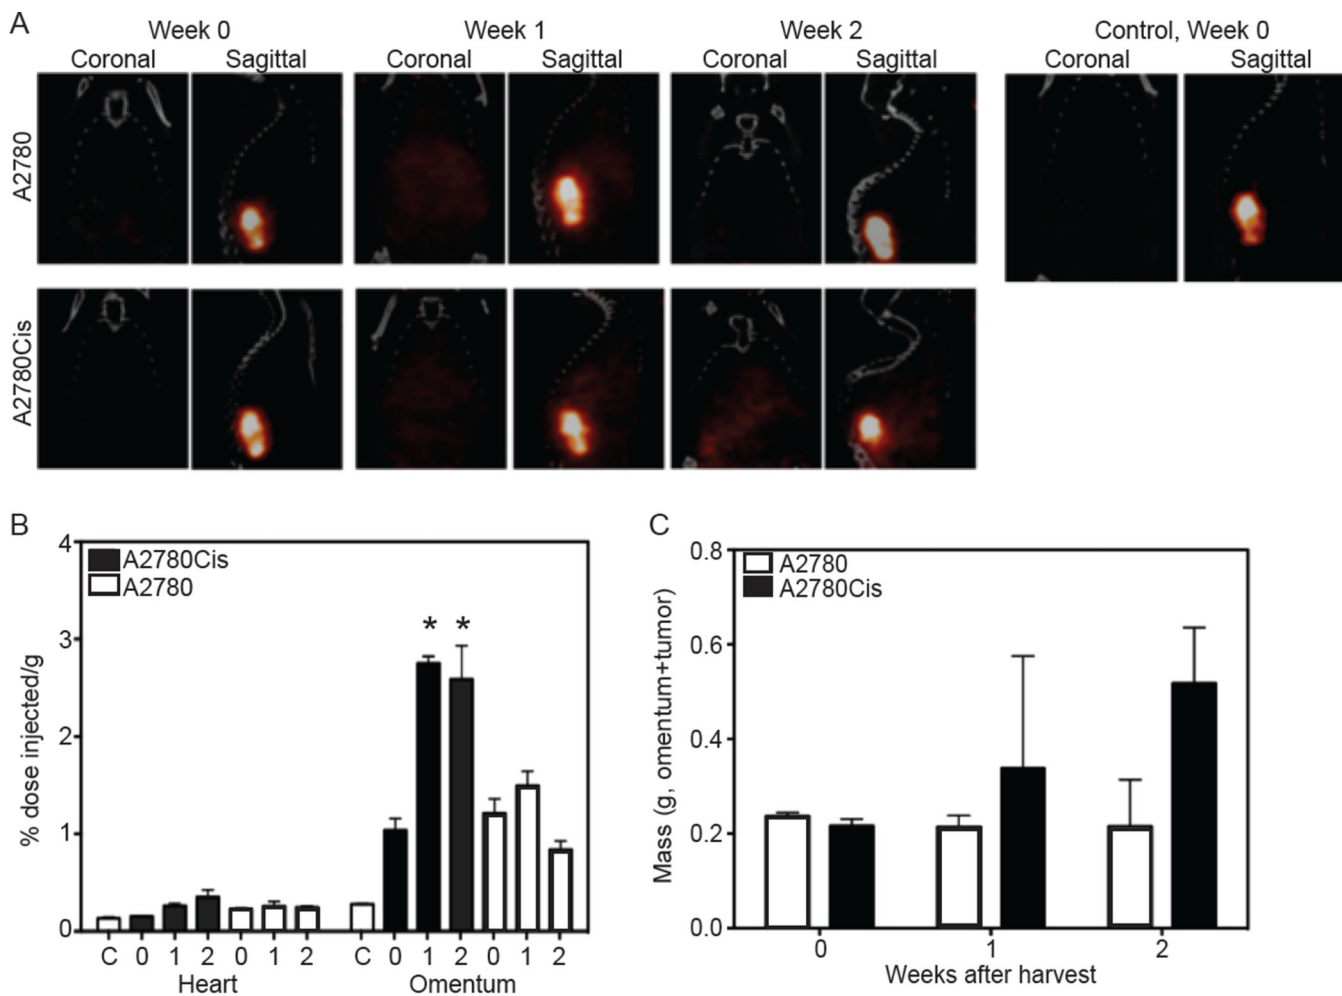 A
Week 0 Week 1 Week 2 Control, Week 0
Coronal Sagittal Coronal Sagittal Coronal Sagittal Coronal Sagittal
A2780
A2780Cis
B
4
3
2
1
0
% dose injected/g
A2780Cis
A2780
* *
C 0 1 2 0 1 2 C 0 1 2 0 1 2
Heart Omentum
C
0.8
0.6
0.4
0.2
0.0
Mass (g, omentum+tumor)
A2780
A2780Cis
0 1 2
Weeks after harvest